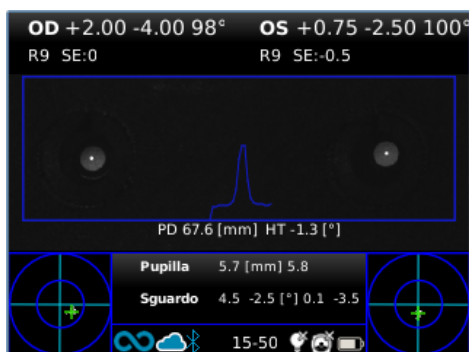 OD +2.00 -4.00 98° OS +0.75 -2.50 100°
R9 SE:0 R9 SE:-0.5
PD 67.6 [mm] HT -1.3 [°]
Pupilla 5.7 [mm] 5.8
Sguardo 4.5 -2.5 [°] 0.1 -3.5
15-50